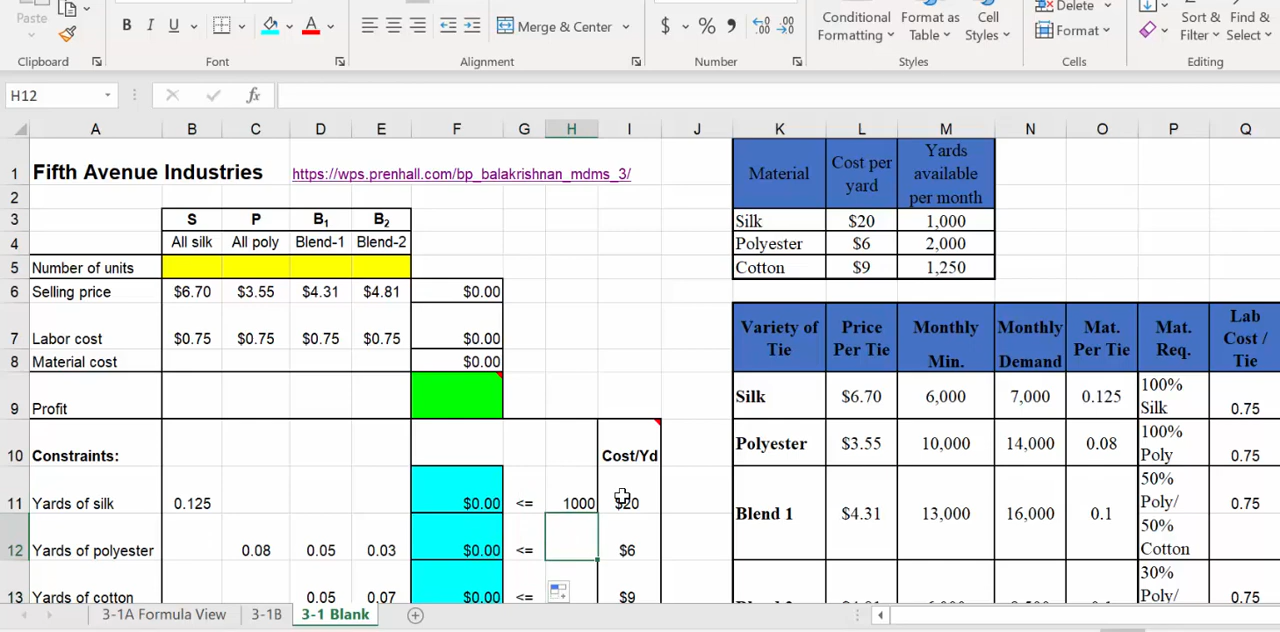 Paste
B I U A
Merge & Center
$ % 9
Conditional Formatting
Format as Table
Cell Styles
Delete
Format
Sort & Filter
Find & Select
Clipboard Font Alignment Number Styles Cells Editing
H12 fx
A B C D E F G H I J K L M N O P Q
1 Fifth Avenue Industries https://wps.prenhall.com/bp_balakrishnan_mdms_3/
2
3 S P B1 B2
4 All silk All poly Blend-1 Blend-2
5 Number of units
6 Selling price $6.70 $3.55 $4.31 $4.81 $0.00
7 Labor cost $0.75 $0.75 $0.75 $0.75 $0.00
8 Material cost $0.00
9 Profit
10 Constraints: Cost/Yd
11 Yards of silk 0.125 $0.00 <= 1000 $20
12 Yards of polyester 0.08 0.05 0.03 $0.00 <= $6
13 Yards of cotton 0.05 0.07 $0.00 <= $9
Material Cost per yard Yards available per month
Silk $20 1,000
Polyester $6 2,000
Cotton $9 1,250
Variety of Tie Price Per Tie Monthly Min. Monthly Demand Mat. Per Tie Mat. Req. Lab Cost / Tie
Silk $6.70 6,000 7,000 0.125 100% Silk 0.75
Polyester $3.55 10,000 14,000 0.08 100% Poly 0.75
Blend 1 $4.31 13,000 16,000 0.1 50% Poly/ 50% Cotton 0.75
30% Poly/ 0.75
3-1A Formula View 3-1B 3-1 Blank